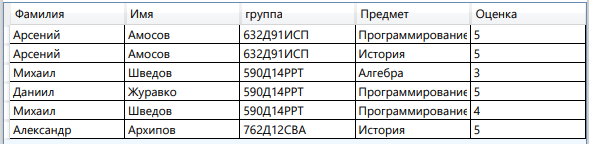 Фамилия Имя группа Предмет Оценка
Арсений Амосов 632Д91ИСП Программирование 5
Арсений Амосов 632Д91ИСП История 5
Михаил Шведов 590Д14РРТ Алгебра 3
Даниил Журавко 590Д14РРТ Программирование 5
Михаил Шведов 590Д14РРТ Программирование 4
Александр Архипов 762Д12СВА История 5